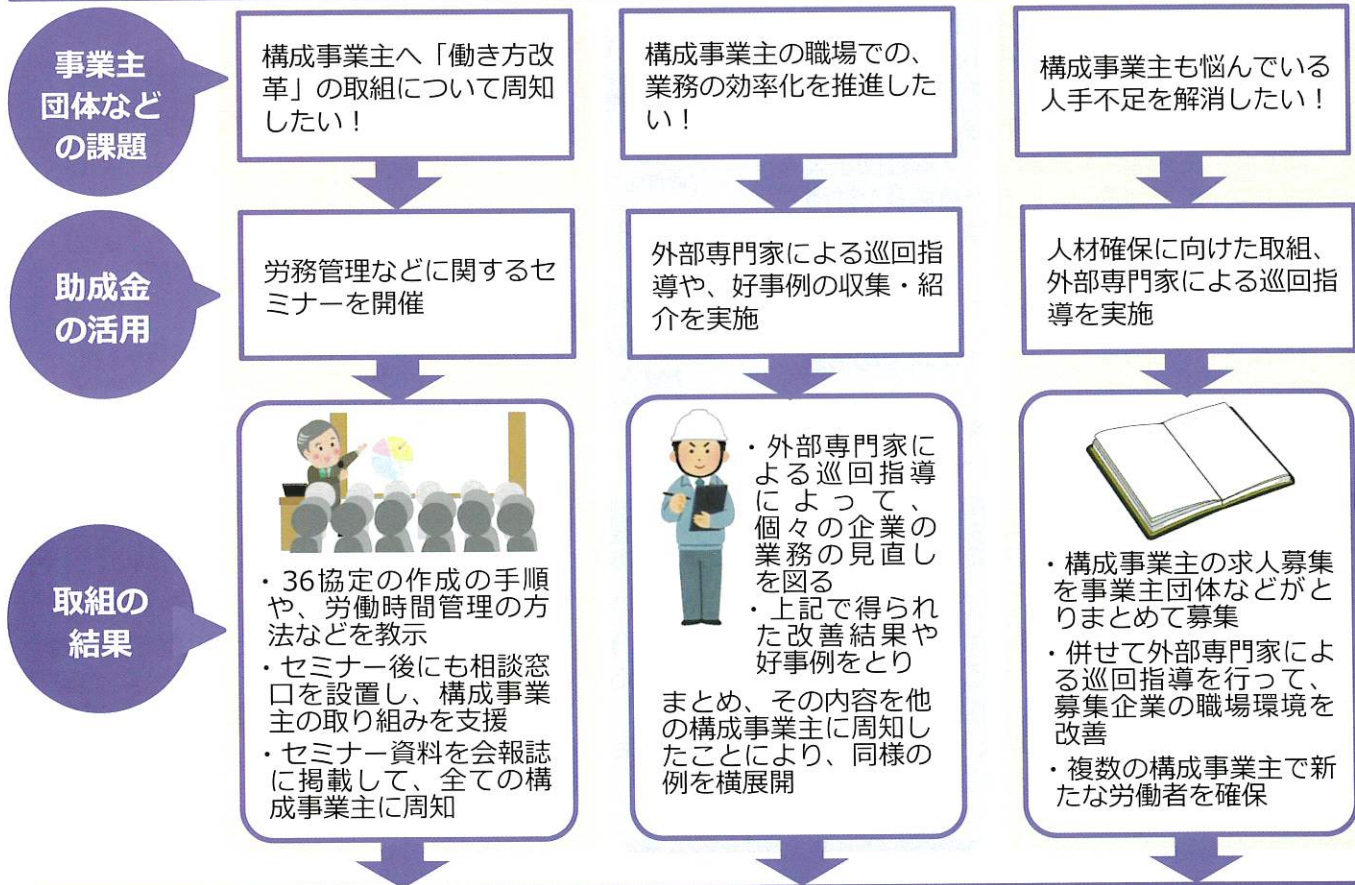 事業主
団体など
の課題
構成事業主へ「働き方改
革」の取組について周知
したい！
構成事業主の職場での、
業務の効率化を推進した
い！
構成事業主も悩んでいる
人手不足を解消したい！
助成金
の活用
労務管理などに関するセ
ミナーを開催
外部専門家による巡回指
導や、好事例の収集・紹
介を実施
人材確保に向けた取組、
外部専門家による巡回指
導を実施
取組の
結果
・36協定の作成の手順
や、労働時間管理の方
法などを教示
・セミナー後にも相談窓
口を設置し、構成事業
主の取り組みを支援
・セミナー資料を会報誌
に掲載して、全ての構
成事業主に周知
・外部専門家に
よる巡回指導
によって、
個々の企業の
業務の見直し
を図る
・上記で得られ
た改善結果や
好事例をとり
まとめ、その内容を他
の構成事業主に周知し
たことにより、同様の
例を横展開
・構成事業主の求人募集
を事業主団体などがと
りまとめて募集
・併せて外部専門家によ
る巡回指導を行って、
募集企業の職場環境を
改善
・複数の構成事業主で新
たな労働者を確保